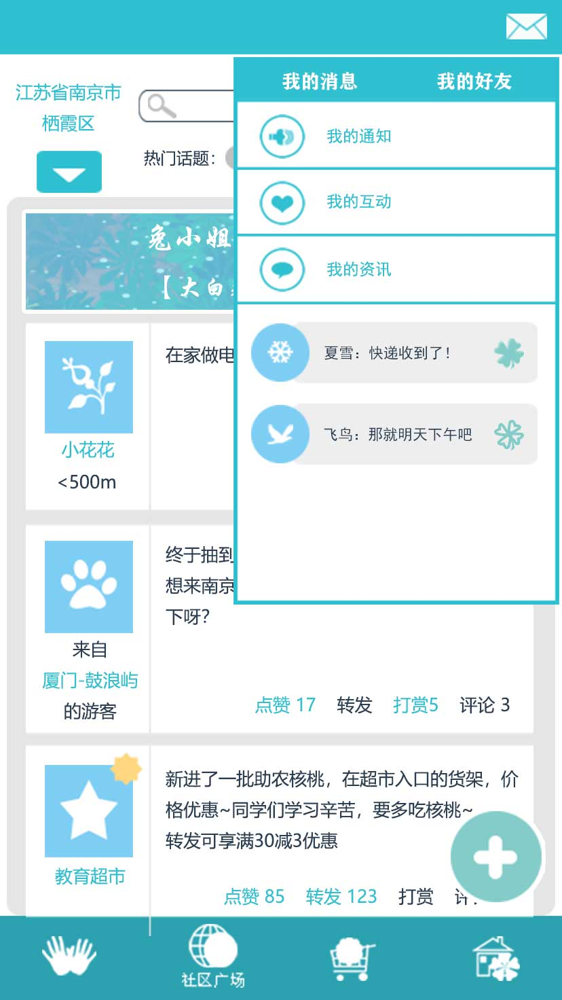 江苏省南京市
栖霞区
热门话题：
我的消息
我的好友
我的通知
我的互动
我的资讯
夏雪：快递收到了！
飞鸟：那就明天下午吧
兔小姐
【大白
小花花
<500m
在家做电
来自
厦门-鼓浪屿
的游客
终于抽到
想来南京
下呀？
点赞 17 转发 打赏5 评论 3
教育超市
新进了一批助农核桃，在超市入口的货架，价
格优惠~同学们学习辛苦，要多吃核桃~
转发可享满30减3优惠
点赞 85 转发 123 打赏 评
社区广场